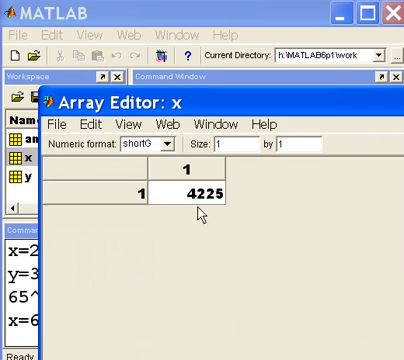 MATLAB
File Edit View Web Window Help
Current Directory: h:\MATLAB6p1\work
Workspace Command Window
Array Editor: x
File Edit View Web Window Help
Numeric format: shortG Size: 1 by 1
x
y
1
1 4225
x=2
y=3
65^
x=6